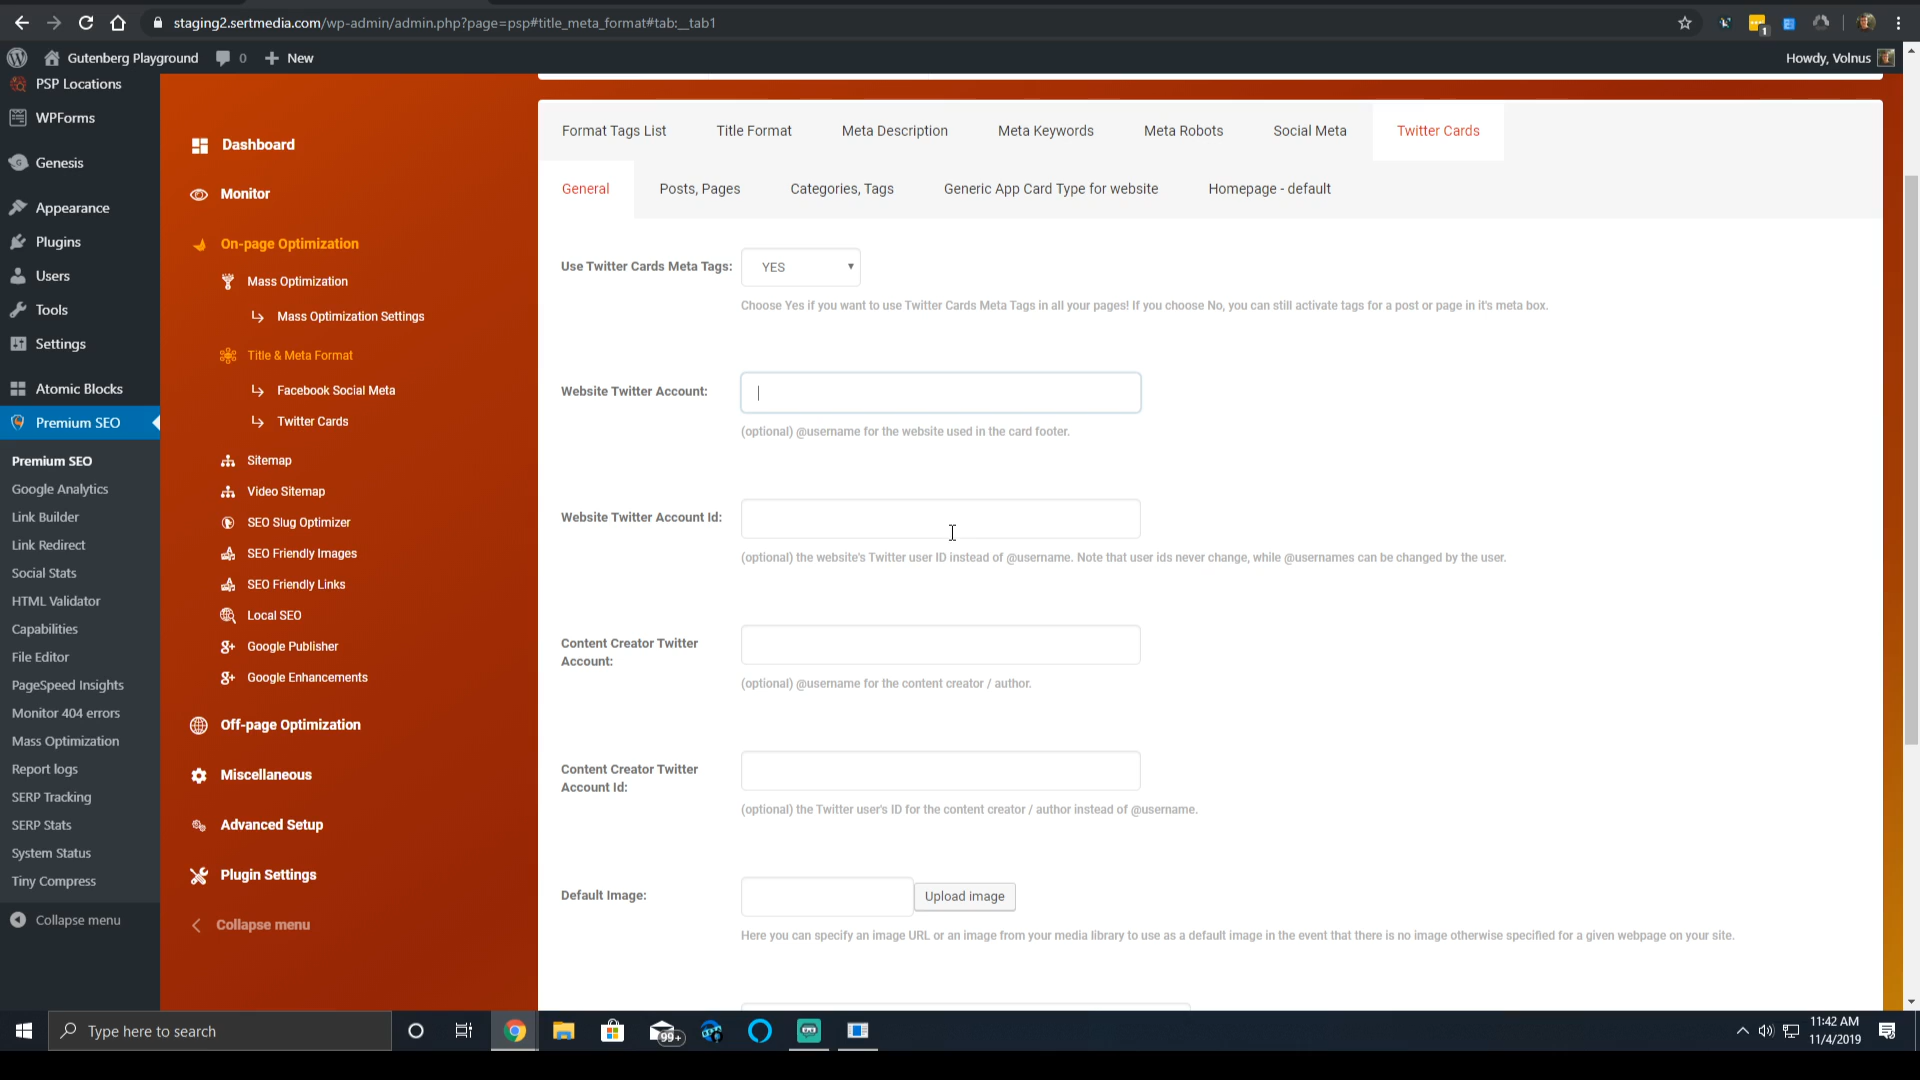 staging2.sertmedia.com/wp-admin/admin.php?page=psp#title_meta_format#tab:__tab1
1
Gutenberg Playground
0
New
Howdy, Volnus
PSP Locations
WPForms
Genesis
Appearance
Plugins
Users
Tools
Settings
Atomic Blocks
Premium SEO
Premium SEO
Google Analytics
Link Builder
Link Redirect
Social Stats
HTML Validator
Capabilities
File Editor
PageSpeed Insights
Monitor 404 errors
Mass Optimization
Report logs
SERP Tracking
SERP Stats
System Status
Tiny Compress
Collapse menu
Dashboard
Monitor
On-page Optimization
Mass Optimization
Mass Optimization Settings
Title & Meta Format
Facebook Social Meta
Twitter Cards
Sitemap
Video Sitemap
SEO Slug Optimizer
SEO Friendly Images
SEO Friendly Links
Local SEO
Google Publisher
Google Enhancements
Off-page Optimization
Miscellaneous
Advanced Setup
Plugin Settings
Collapse menu
Format Tags List Title Format Meta Description Meta Keywords Meta Robots Social Meta Twitter Cards
General Posts, Pages Categories, Tags Generic App Card Type for website Homepage - default
Use Twitter Cards Meta Tags: YES
Choose Yes if you want to use Twitter Cards Meta Tags in all your pages! If you choose No, you can still activate tags for a post or page in it's meta box.
Website Twitter Account:
(optional) @username for the website used in the card footer.
Website Twitter Account Id:
(optional) the website's Twitter user ID instead of @username. Note that user ids never change, while @usernames can be changed by the user.
Content Creator Twitter
Account:
(optional) @username for the content creator / author.
Content Creator Twitter
Account Id:
(optional) the Twitter user's ID for the content creator / author instead of @username.
Default Image: Upload image
Here you can specify an image URL or an image from your media library to use as a default image in the event that there is no image otherwise specified for a given webpage on your site.
Type here to search
99+
11:42 AM
11/4/2019